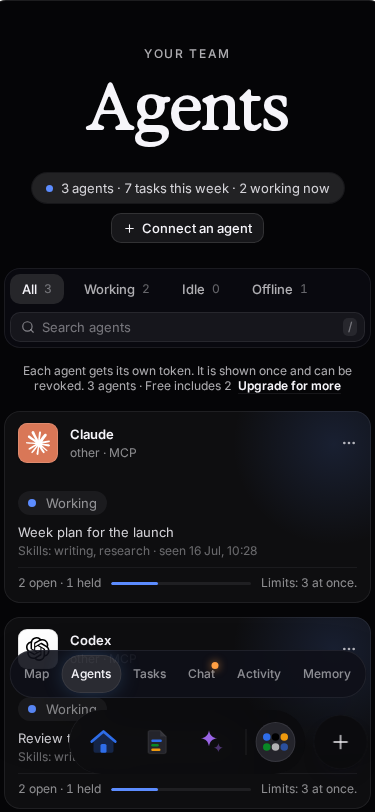 YOUR TEAM
Agents
3 agents · 7 tasks this week · 2 working now
+ Connect an agent
All 3 Working 2 Idle 0 Offline 1
Search agents /
Each agent gets its own token. It is shown once and can be
revoked. 3 agents · Free includes 2 Upgrade for more
Claude
other · MCP
Working
Week plan for the launch
Skills: writing, research · seen 16 Jul, 10:28
2 open · 1 held Limits: 3 at once.
Codex
Map Agents Tasks Chat Activity Memory
Working
Review
Skills:
2 open · 1 held Limits: 3 at once.